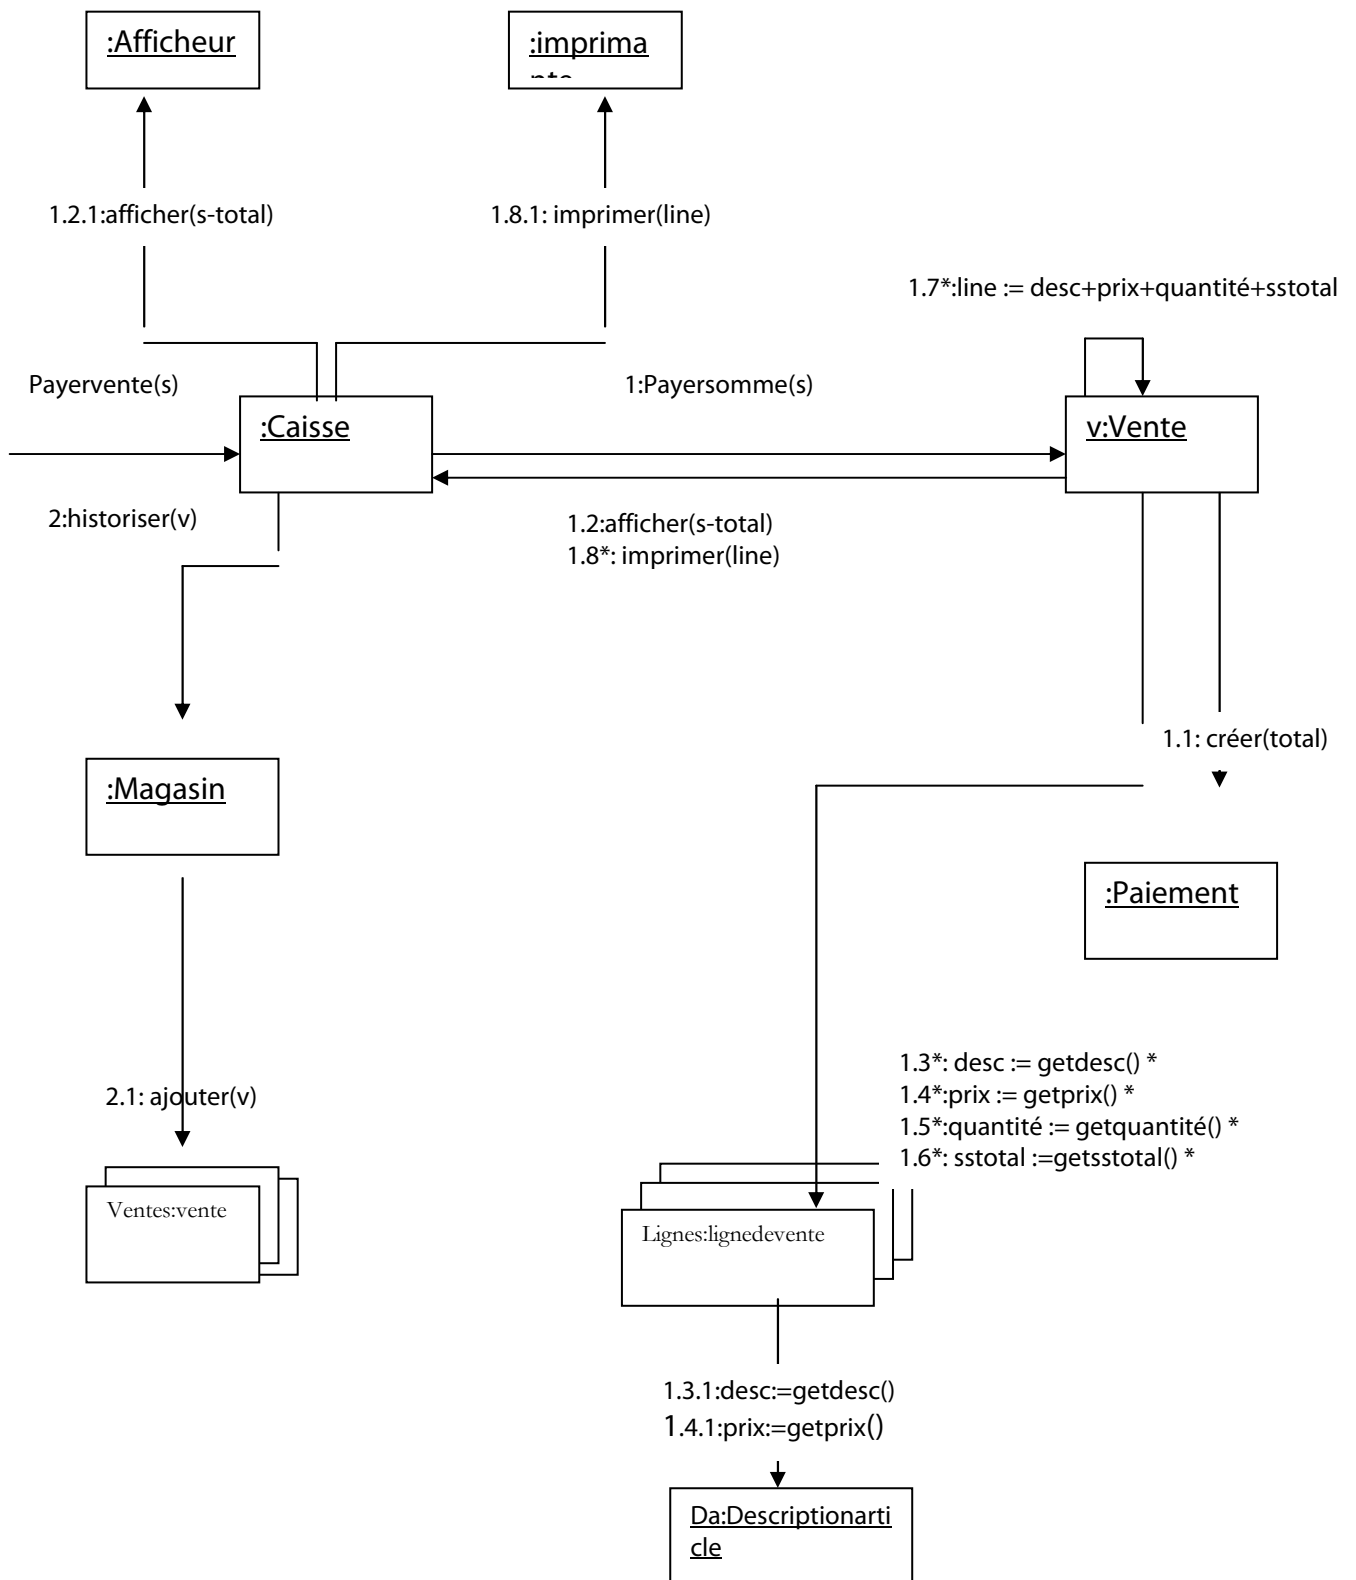 :Afficheur
:imprima
1.2.1:afficher(s-total)
1.8.1: imprimer(line)
1.7*:line := desc+prix+quantité+sstotal
Payervente(s)
1:Payersomme(s)
:Caisse
v:Vente
2:historiser(v)
1.2:afficher(s-total)
1.8*: imprimer(line)
1.1: créer(total)
:Magasin
:Paiement
1.3*: desc := getdesc() *
1.4*:prix := getprix() *
1.5*:quantité := getquantité() *
1.6*: sstotal :=getsstotal() *
2.1: ajouter(v)
Ventes:vente
Lignes:lignedevente
1.3.1:desc:=getdesc()
1.4.1:prix:=getprix()
Da:Descriptionarti
cle